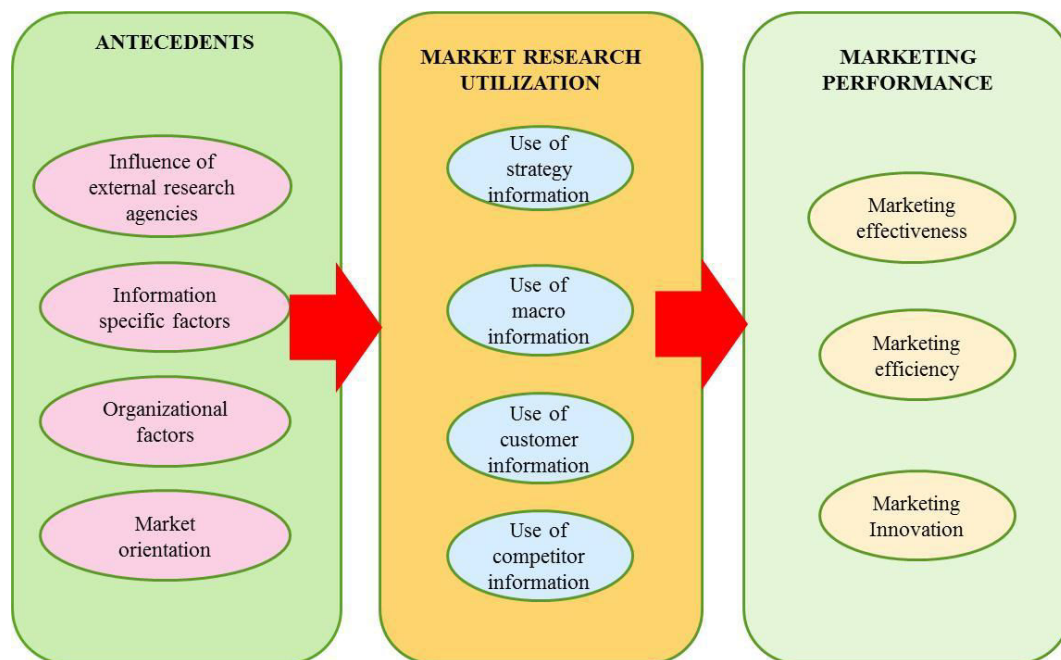 ANTECEDENTS
Influence of
external research
agencies
Information
specific factors
Organizational
factors
Market
orientation
MARKET RESEARCH
UTILIZATION
Use of
strategy
information
Use of
macro
information
Use of
customer
information
Use of
competitor
information
MARKETING
PERFORMANCE
Marketing
effectiveness
Marketing
efficiency
Marketing
Innovation